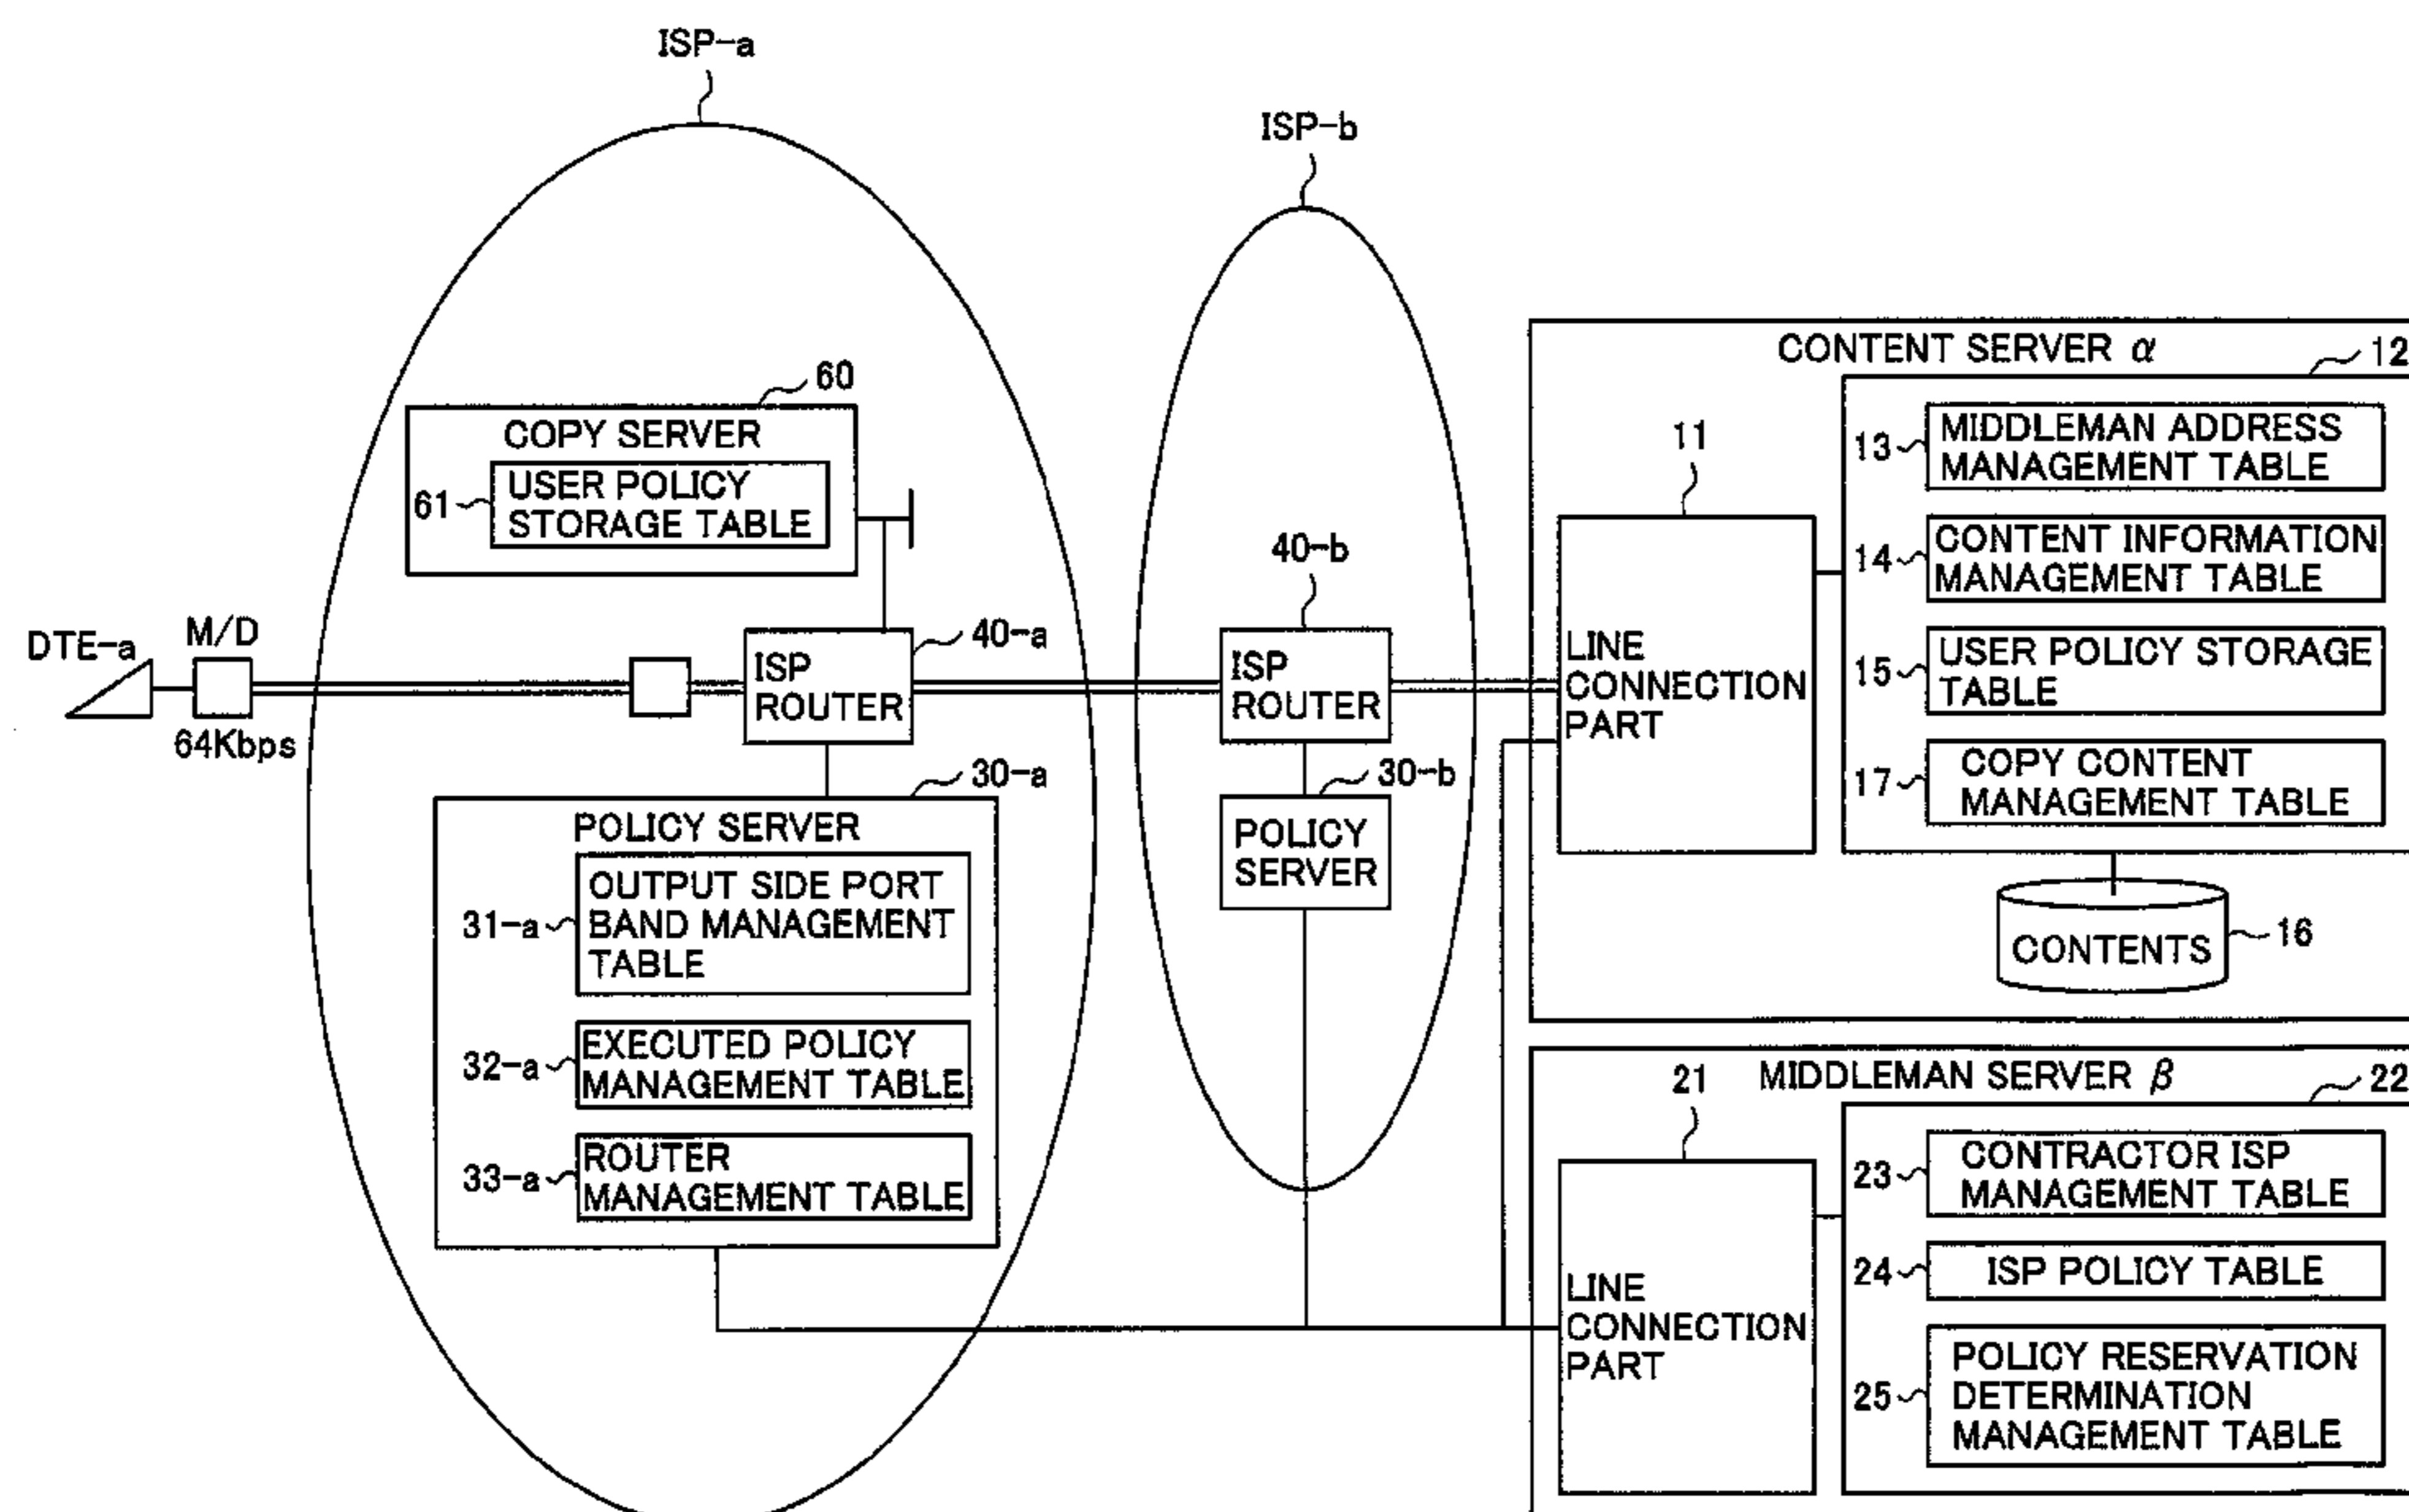 ISP-a
ISP-b
60
COPY SERVER
61
USER POLICY
STORAGE TABLE
DTE-a
M/D
64Kbps
40-a
ISP
ROUTER
30-a
POLICY SERVER
31-a
OUTPUT SIDE PORT
BAND MANAGEMENT
TABLE
32-a
EXECUTED POLICY
MANAGEMENT TABLE
33-a
ROUTER
MANAGEMENT TABLE
40-b
ISP
ROUTER
30-b
POLICY
SERVER
CONTENT SERVER α
12
11
LINE
CONNECTION
PART
13
MIDDLEMAN ADDRESS
MANAGEMENT TABLE
14
CONTENT INFORMATION
MANAGEMENT TABLE
15
USER POLICY STORAGE
TABLE
17
COPY CONTENT
MANAGEMENT TABLE
CONTENTS
16
MIDDLEMAN SERVER β
22
21
LINE
CONNECTION
PART
23
CONTRACTOR ISP
MANAGEMENT TABLE
24
ISP POLICY TABLE
25
POLICY RESERVATION
DETERMINATION
MANAGEMENT TABLE